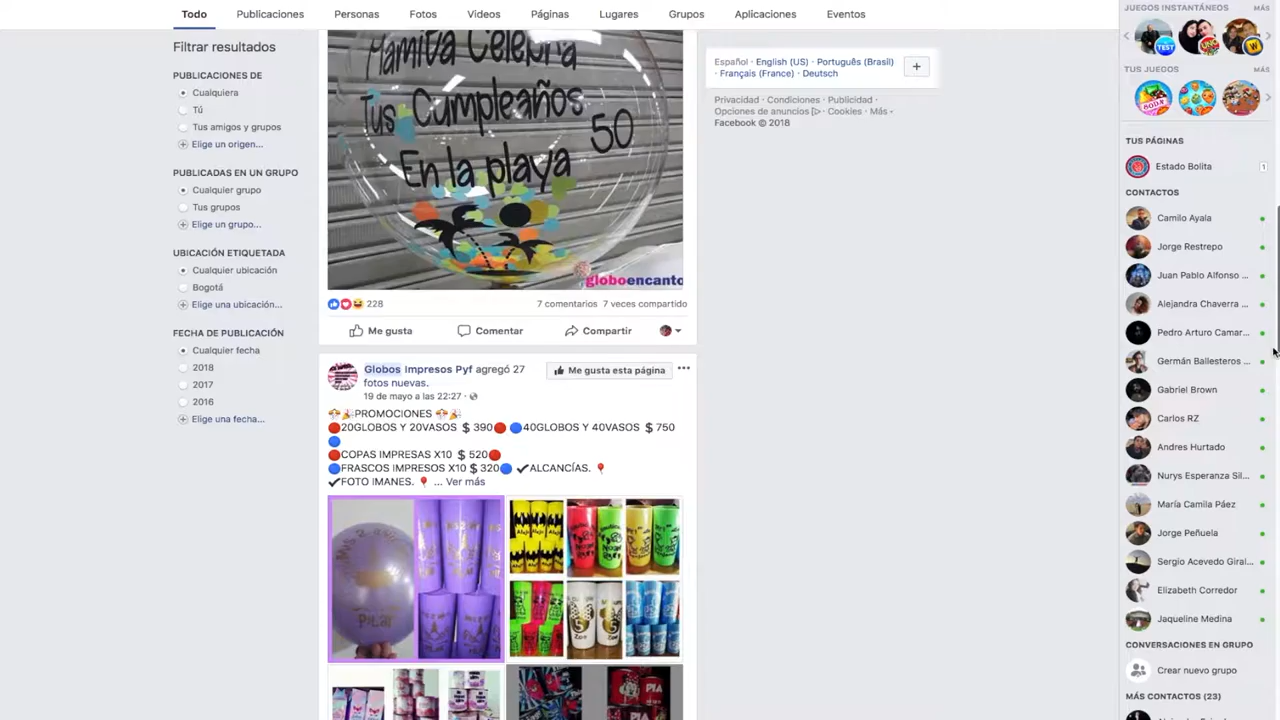 Todo Publicaciones Personas Fotos Videos Páginas Lugares Grupos Aplicaciones Eventos
Filtrar resultados
PUBLICACIONES DE
Cualquiera
Tú
Tus amigos y grupos
Elige un origen...
PUBLICADAS EN UN GRUPO
Cualquier grupo
Tus grupos
Elige un grupo...
UBICACIÓN ETIQUETADA
Cualquier ubicación
Bogotá
Elige una ubicación...
FECHA DE PUBLICACIÓN
Cualquier fecha
2018
2017
2016
Elige una fecha...
Mamita Celebra
Tus Cumpleaños 50
En la playa
globoencanto
228 7 comentarios 7 veces compartido
Me gusta Comentar Compartir
Globos Impresos Pyf agregó 27
fotos nuevas.
Me gusta esta página
19 de mayo a las 22:27 ·
PROMOCIONES
20GLOBOS Y 20VASOS $ 390 40GLOBOS Y 40VASOS $ 750
COPAS IMPRESAS X10 $ 520
FRASCOS IMPRESOS X10 $ 320 ✔ALCANCÍAS.
✔FOTO IMANES. ... Ver más
Español · English (US) · Português (Brasil)
· Français (France) · Deutsch
Privacidad · Condiciones · Publicidad ·
Opciones de anuncios · Cookies · Más
Facebook © 2018
JUEGOS INSTANTÁNEOS MÁS
TEST
TUS JUEGOS MÁS
SODA
TUS PÁGINAS
Estado Bolita 1
CONTACTOS
Camilo Ayala
Jorge Restrepo
Juan Pablo Alfonso ...
Alejandra Chaverra ...
Pedro Arturo Camar...
Germán Ballesteros ...
Gabriel Brown
Carlos RZ
Andres Hurtado
Nurys Esperanza Sil...
María Camila Páez
Jorge Peñuela
Sergio Acevedo Giral...
Elizabeth Corredor
Jaqueline Medina
CONVERSACIONES EN GRUPO
Crear nuevo grupo
MÁS CONTACTOS (23)